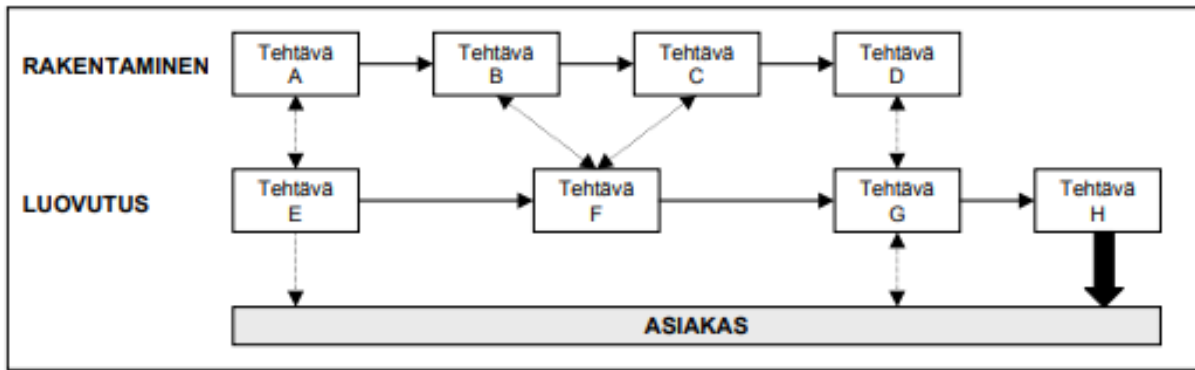 RAKENTAMINEN
Tehtävä
A
Tehtävä
B
Tehtävä
C
Tehtävä
D
LUOVUTUS
Tehtävä
E
Tehtävä
F
Tehtävä
G
Tehtävä
H
ASIAKAS